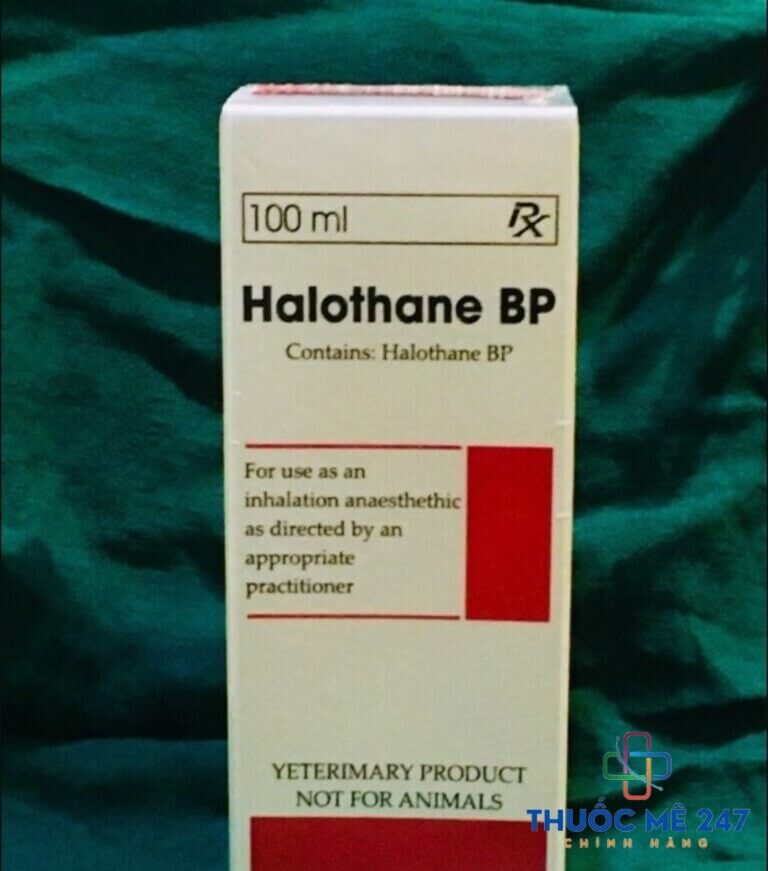 100 ml Rx
Halothane BP
Contains: Halothane BP
For use as an
inhalation anaesthethic
as directed by an
appropriate
practitioner
YETERIMARY PRODUCT
NOT FOR ANIMALS
THUỐC MÊ 247
CHÍNH HÃNG